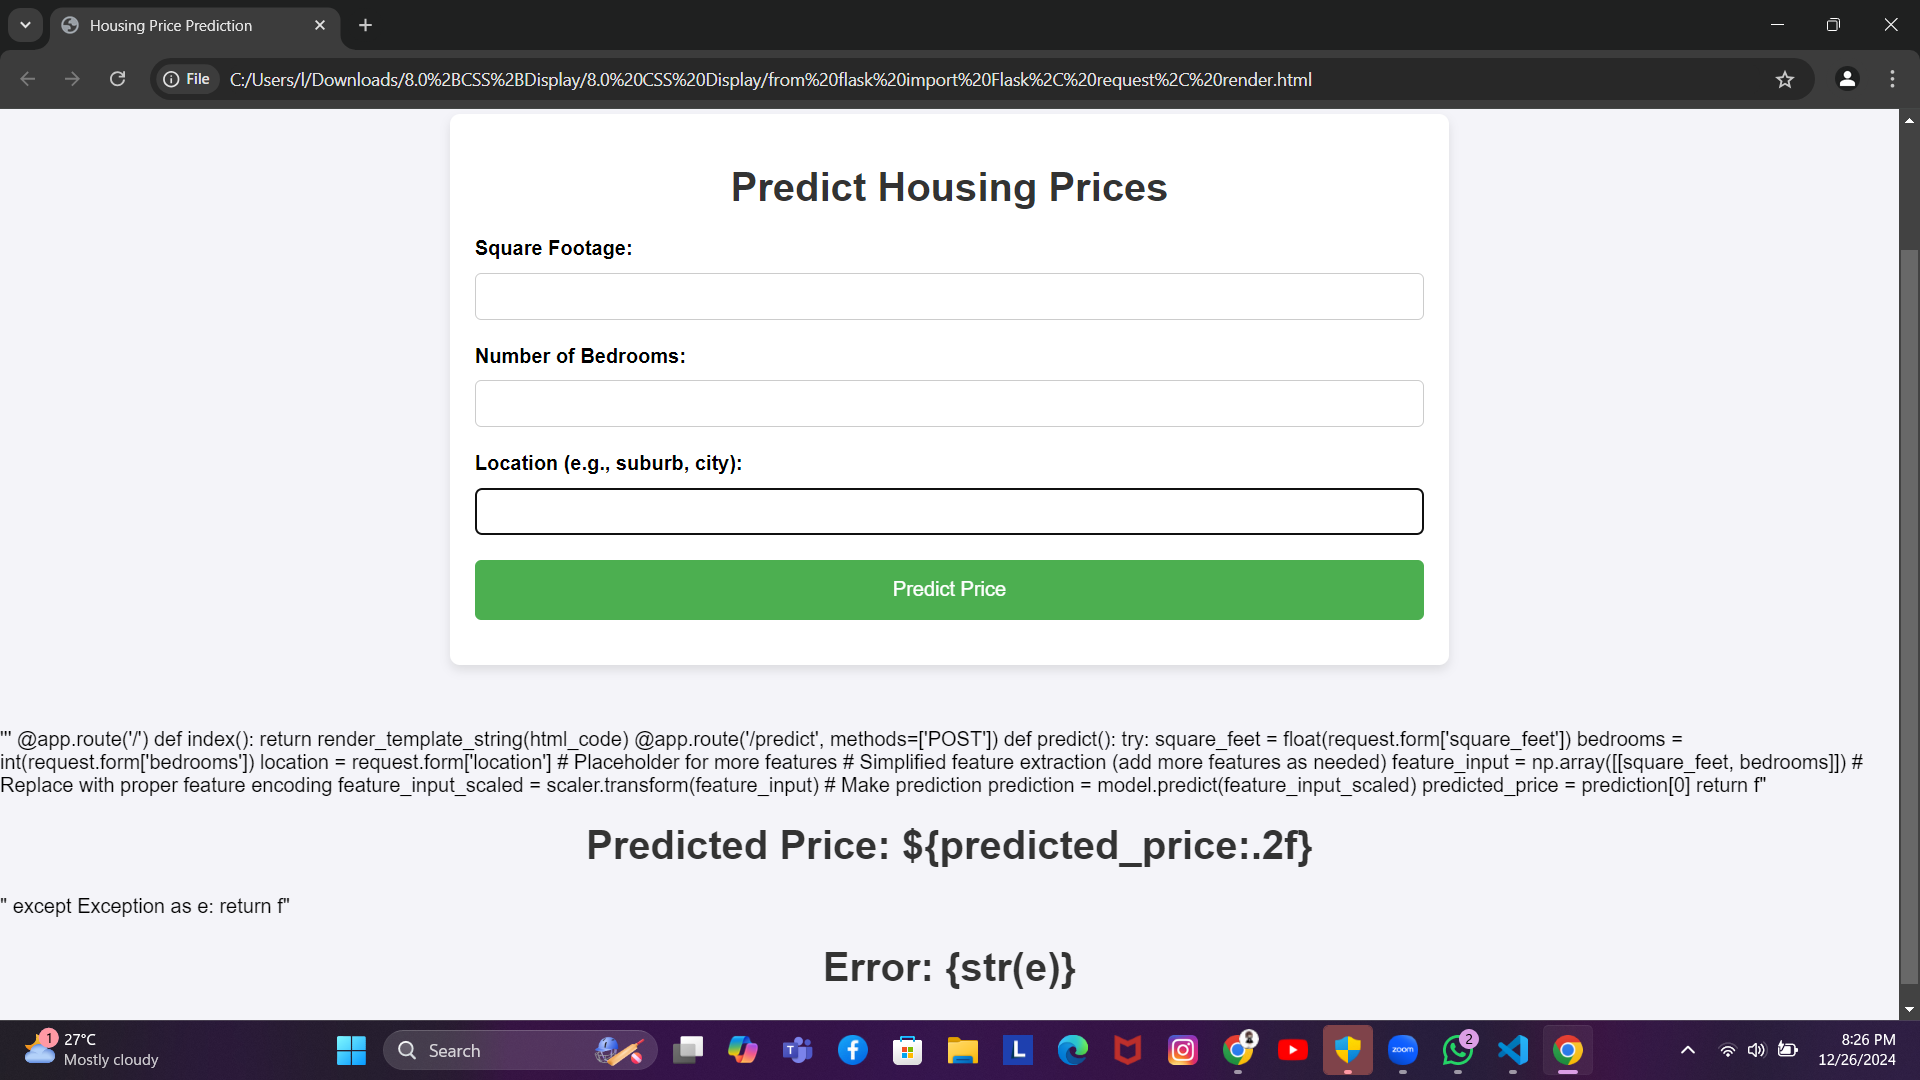 Housing Price Prediction
File
C:/Users/l/Downloads/8.0%2BCSS%2BDisplay/8.0%20CSS%20Display/from%20flask%20import%20Flask%2C%20request%2C%20render.html
Predict Housing Prices
Square Footage:
Number of Bedrooms:
Location (e.g., suburb, city):
Predict Price
''' @app.route('/') def index(): return render_template_string(html_code) @app.route('/predict', methods=['POST']) def predict(): try: square_feet = float(request.form['square_feet']) bedrooms =
int(request.form['bedrooms']) location = request.form['location'] # Placeholder for more features # Simplified feature extraction (add more features as needed) feature_input = np.array([[square_feet, bedrooms]]) #
Replace with proper feature encoding feature_input_scaled = scaler.transform(feature_input) # Make prediction prediction = model.predict(feature_input_scaled) predicted_price = prediction[0] return f"
Predicted Price: ${predicted_price:.2f}
" except Exception as e: return f"
Error: {str(e)}
1
27°C
Mostly cloudy
Search
T
L
zoom
2
8:26 PM
12/26/2024